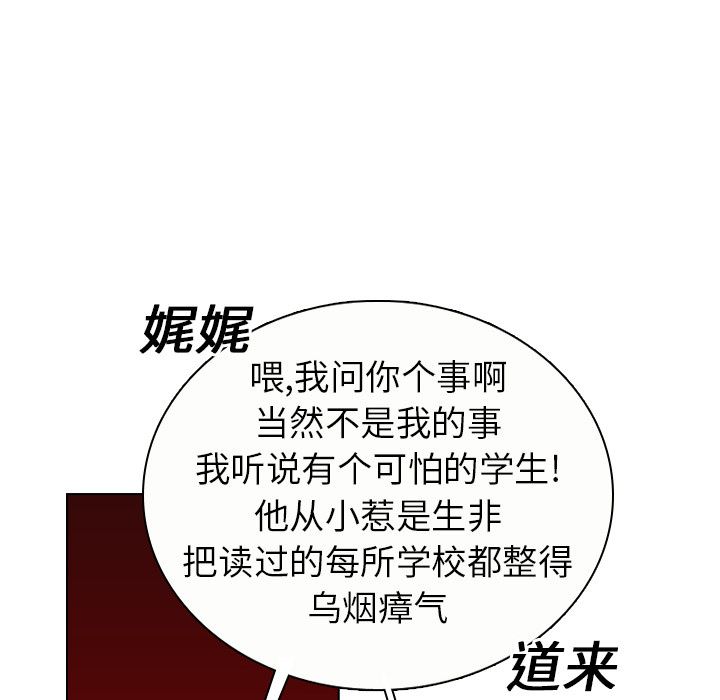 娓娓
喂,我问你个事啊
当然不是我的事
我听说有个可怕的学生!
他从小惹是生非
把读过的每所学校都整得
乌烟瘴气
道来